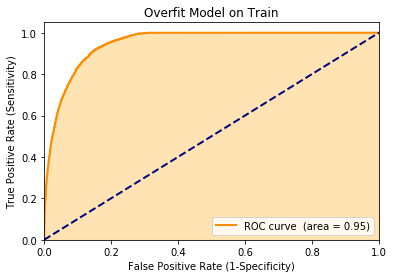 Overfit Model on Train
True Positive Rate (Sensitivity)
1.0
0.8
0.6
0.4
0.2
0.0
ROC curve  (area = 0.95)
0.0 0.2 0.4 0.6 0.8 1.0
False Positive Rate (1-Specificity)